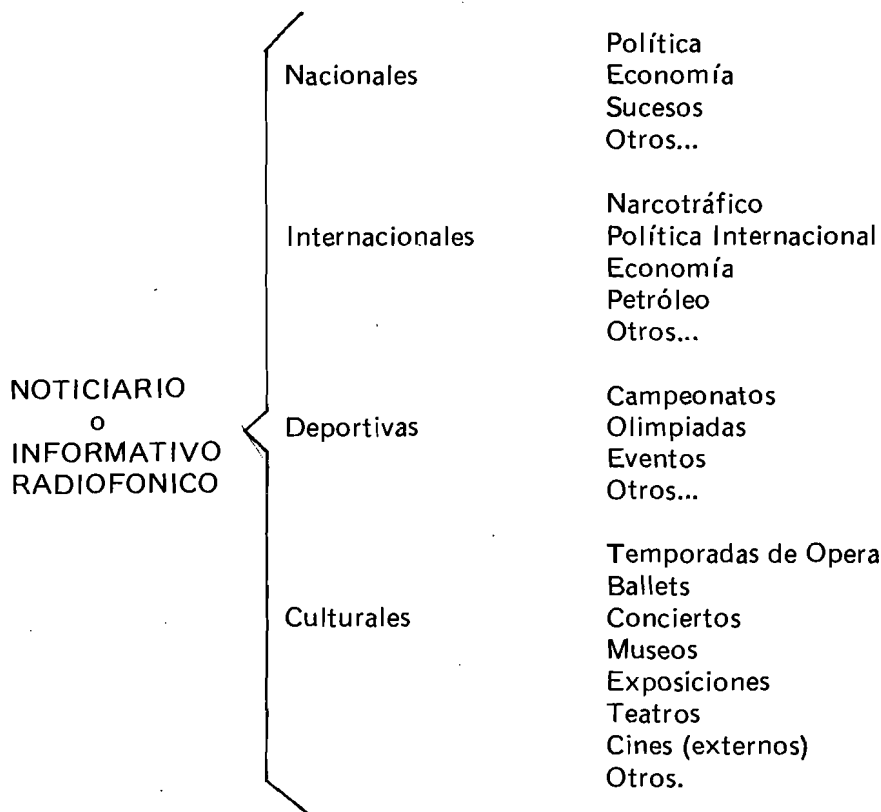 NOTICIARIO
o
INFORMATIVO
RADIOFONICO
Nacionales
Política
Economía
Sucesos
Otros...
Internacionales
Narcotráfico
Política Internacional
Economía
Petróleo
Otros...
Deportivas
Campeonatos
Olimpiadas
Eventos
Otros...
Culturales
Temporadas de Opera
Ballets
Conciertos
Museos
Exposiciones
Teatros
Cines (externos)
Otros.